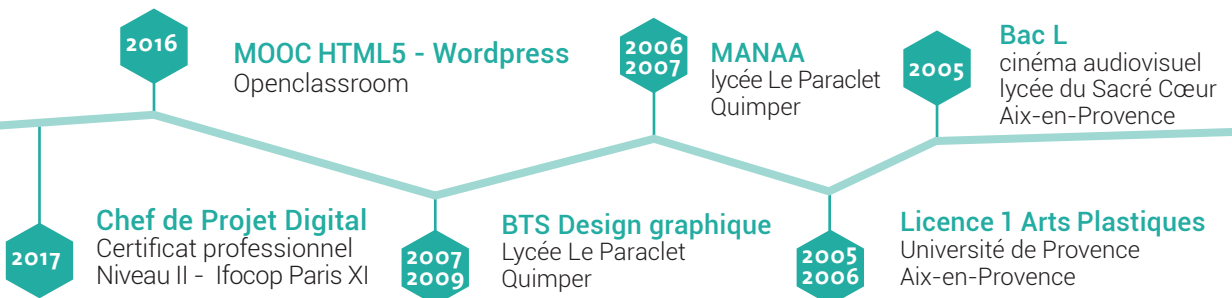 2016
MOOC HTML5 - Wordpress
Openclassroom
2006
2007
MANAA
lycée Le Paraclet
Quimper
2005
Bac L
cinéma audiovisuel
lycée du Sacré Cœur
Aix-en-Provence
2017
Chef de Projet Digital
Certificat professionnel
Niveau II - Ifocop Paris XI
2007
2009
BTS Design graphique
Lycée Le Paraclet
Quimper
2005
2006
Licence 1 Arts Plastiques
Université de Provence
Aix-en-Provence